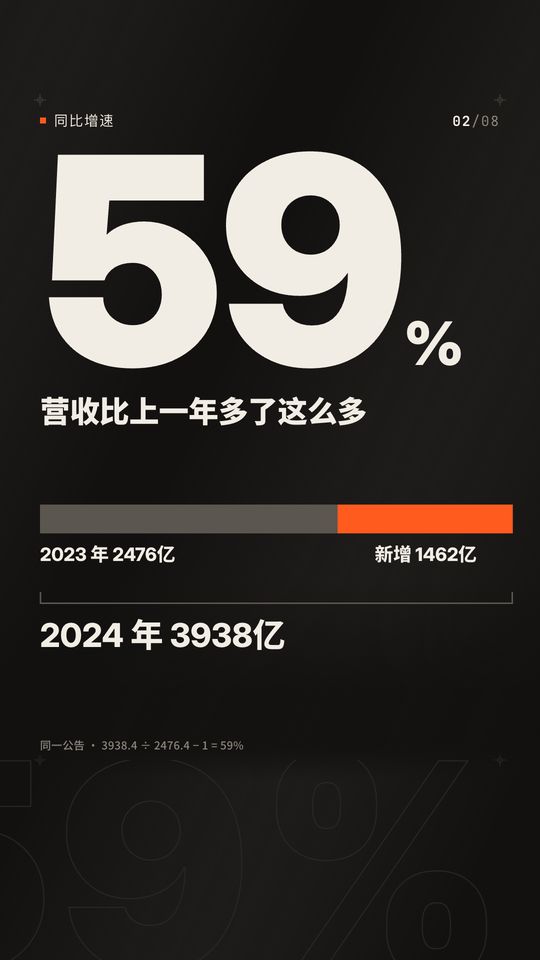 同比增速
02/08
59%
营收比上一年多了这么多
2023 年 2476亿
新增 1462亿
2024 年 3938亿
同一公告 · 3938.4 ÷ 2476.4 − 1 = 59%
59%